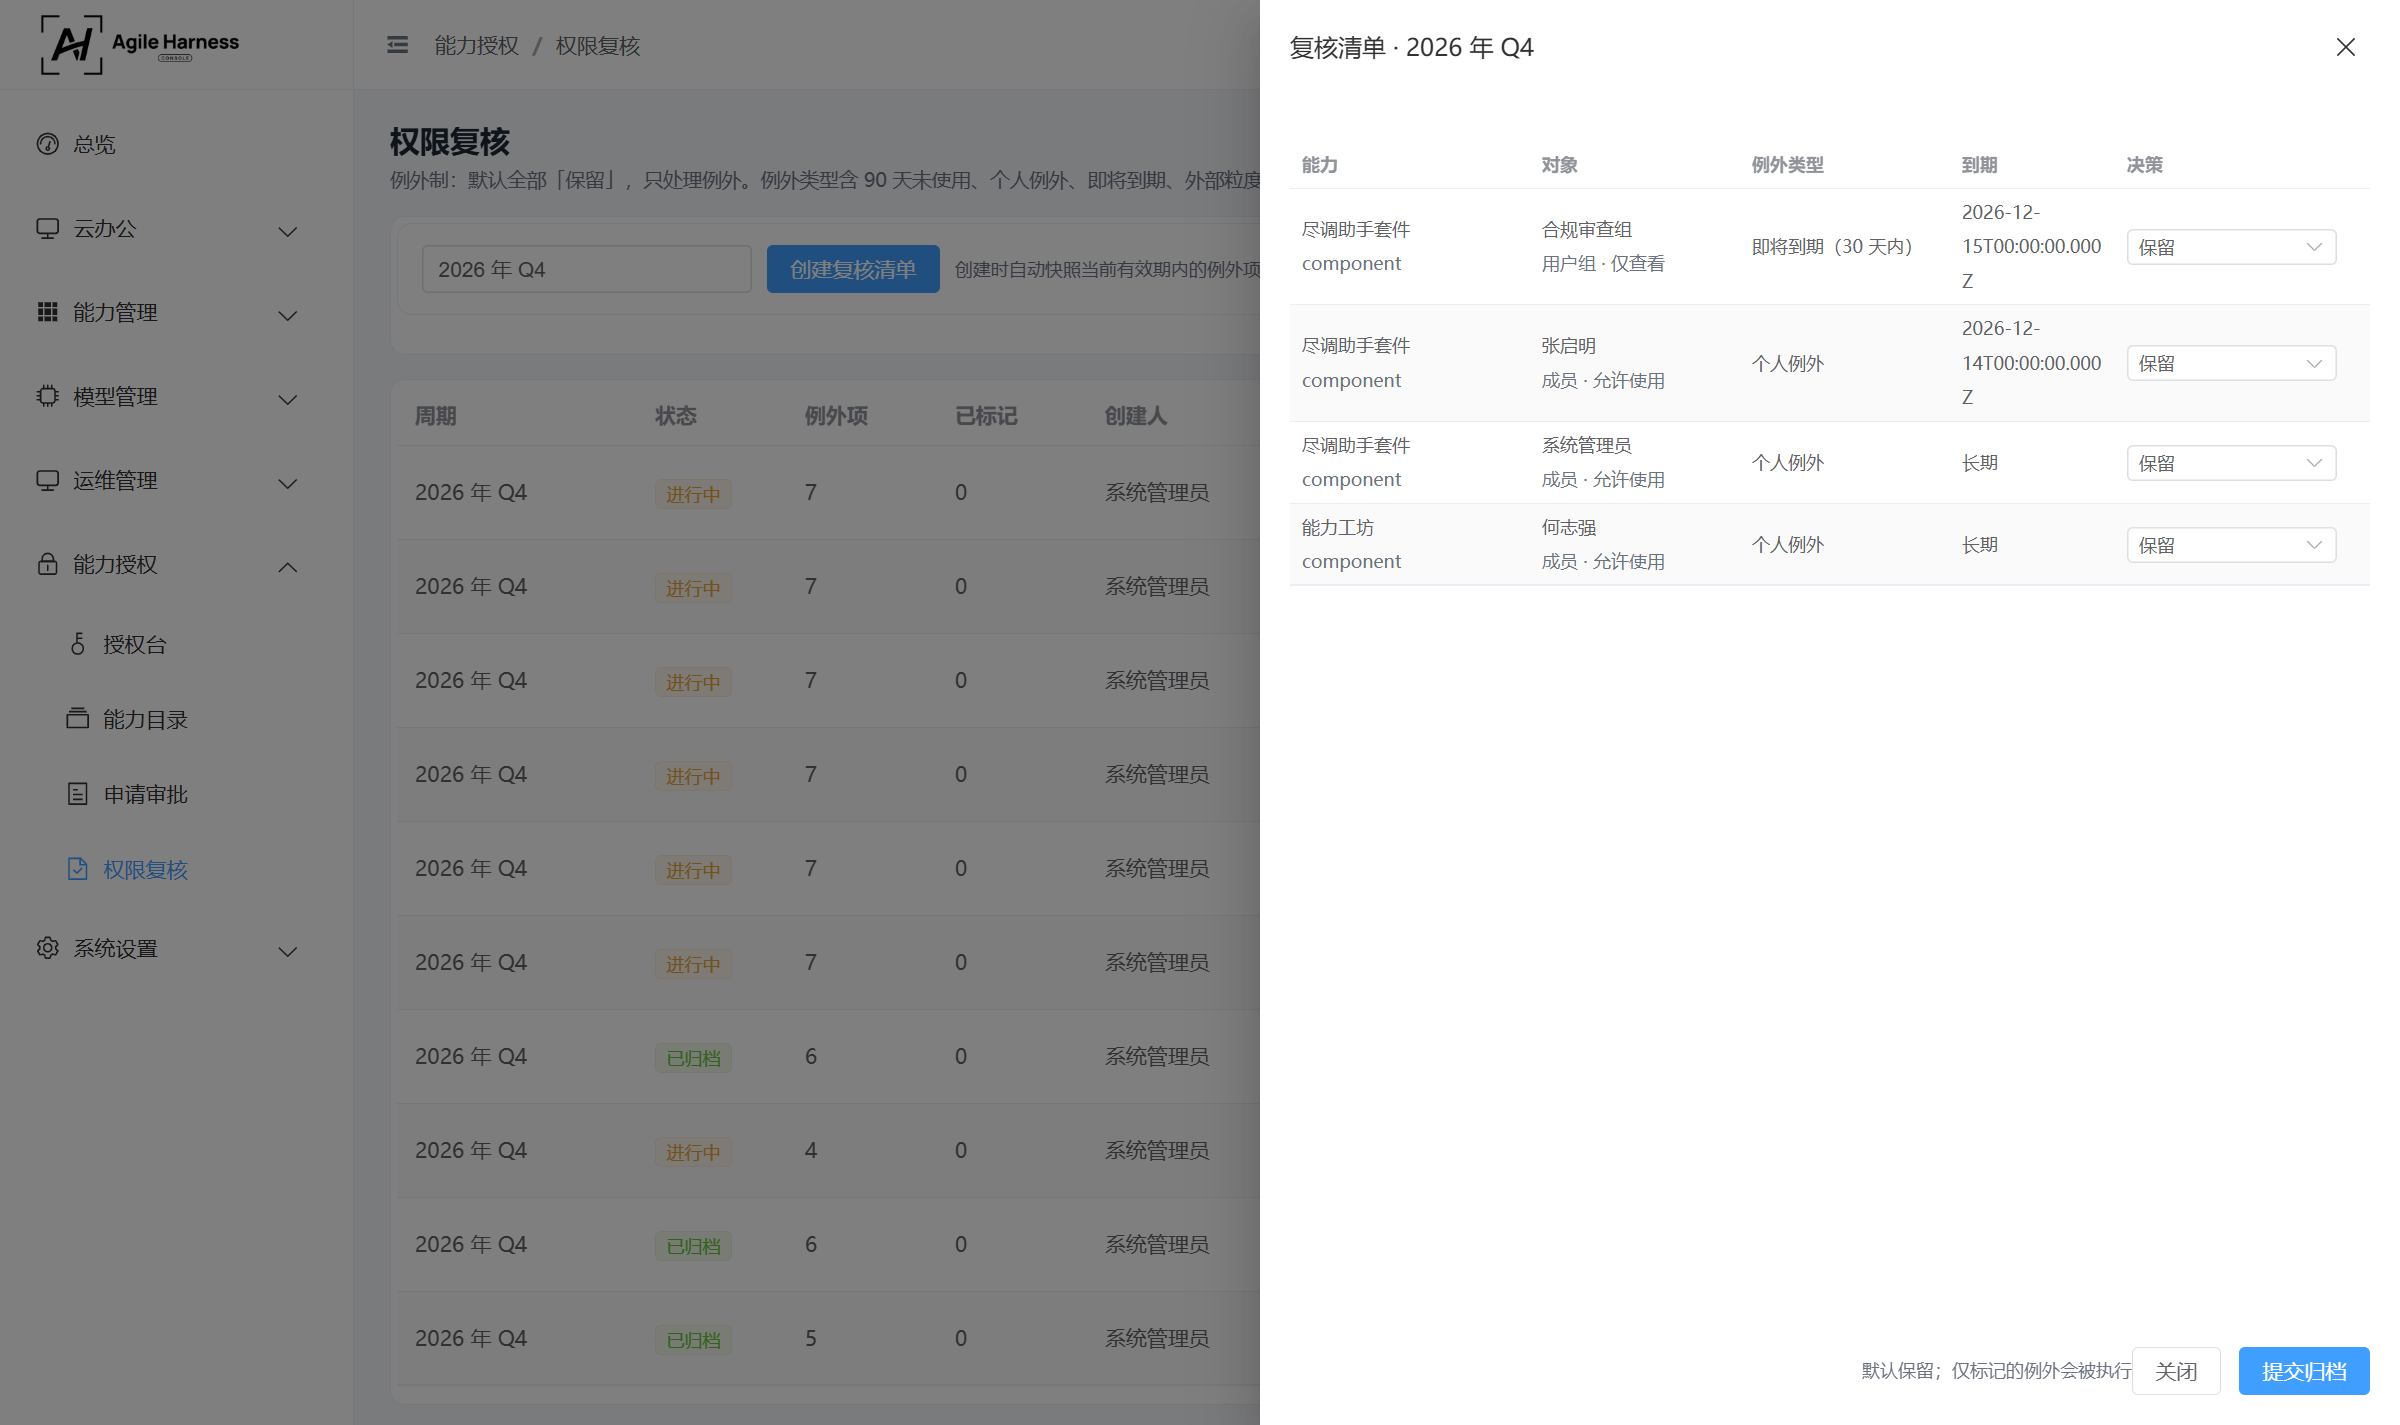 Agile Harness
CONSOLE
总览
云办公
能力管理
模型管理
运维管理
能力授权
授权台
能力目录
申请审批
权限复核
系统设置
能力授权 / 权限复核
权限复核
例外制：默认全部「保留」，只处理例外。例外类型含 90 天未使用、个人例外、即将到期、外部粒度
2026 年 Q4
创建复核清单
创建时自动快照当前有效期内的例外项
周期 状态 例外项 已标记 创建人
2026 年 Q4 进行中 7 0 系统管理员
2026 年 Q4 进行中 7 0 系统管理员
2026 年 Q4 进行中 7 0 系统管理员
2026 年 Q4 进行中 7 0 系统管理员
2026 年 Q4 进行中 7 0 系统管理员
2026 年 Q4 进行中 7 0 系统管理员
2026 年 Q4 已归档 6 0 系统管理员
2026 年 Q4 进行中 4 0 系统管理员
2026 年 Q4 已归档 6 0 系统管理员
2026 年 Q4 已归档 5 0 系统管理员
复核清单 · 2026 年 Q4
能力 对象 例外类型 到期 决策
尽调助手套件
component
合规审查组
用户组 · 仅查看
即将到期（30 天内）
2026-12-
15T00:00:00.000
Z
保留
尽调助手套件
component
张启明
成员 · 允许使用
个人例外
2026-12-
14T00:00:00.000
Z
保留
尽调助手套件
component
系统管理员
成员 · 允许使用
个人例外
长期
保留
能力工坊
component
何志强
成员 · 允许使用
个人例外
长期
保留
默认保留；仅标记的例外会被执行
关闭
提交归档